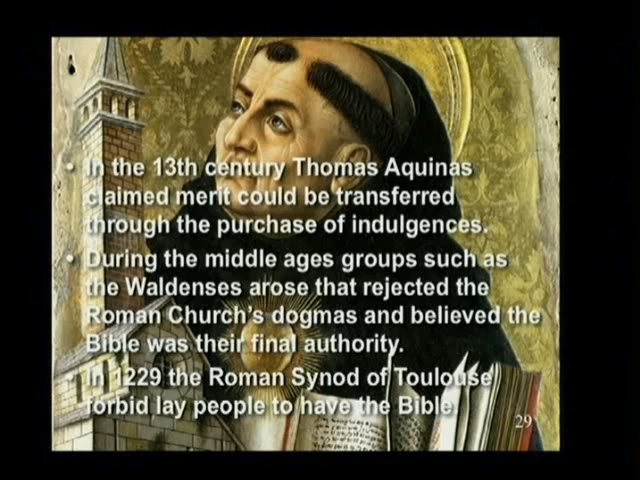 • In the 13th century Thomas Aquinas
claimed merit could be transferred
through the purchase of indulgences.
• During the middle ages groups such as
the Waldenses arose that rejected the
Roman Church's dogmas and believed the
Bible was their final authority.
• In 1229 the Roman Synod of Toulouse
forbid lay people to have the Bible.
29